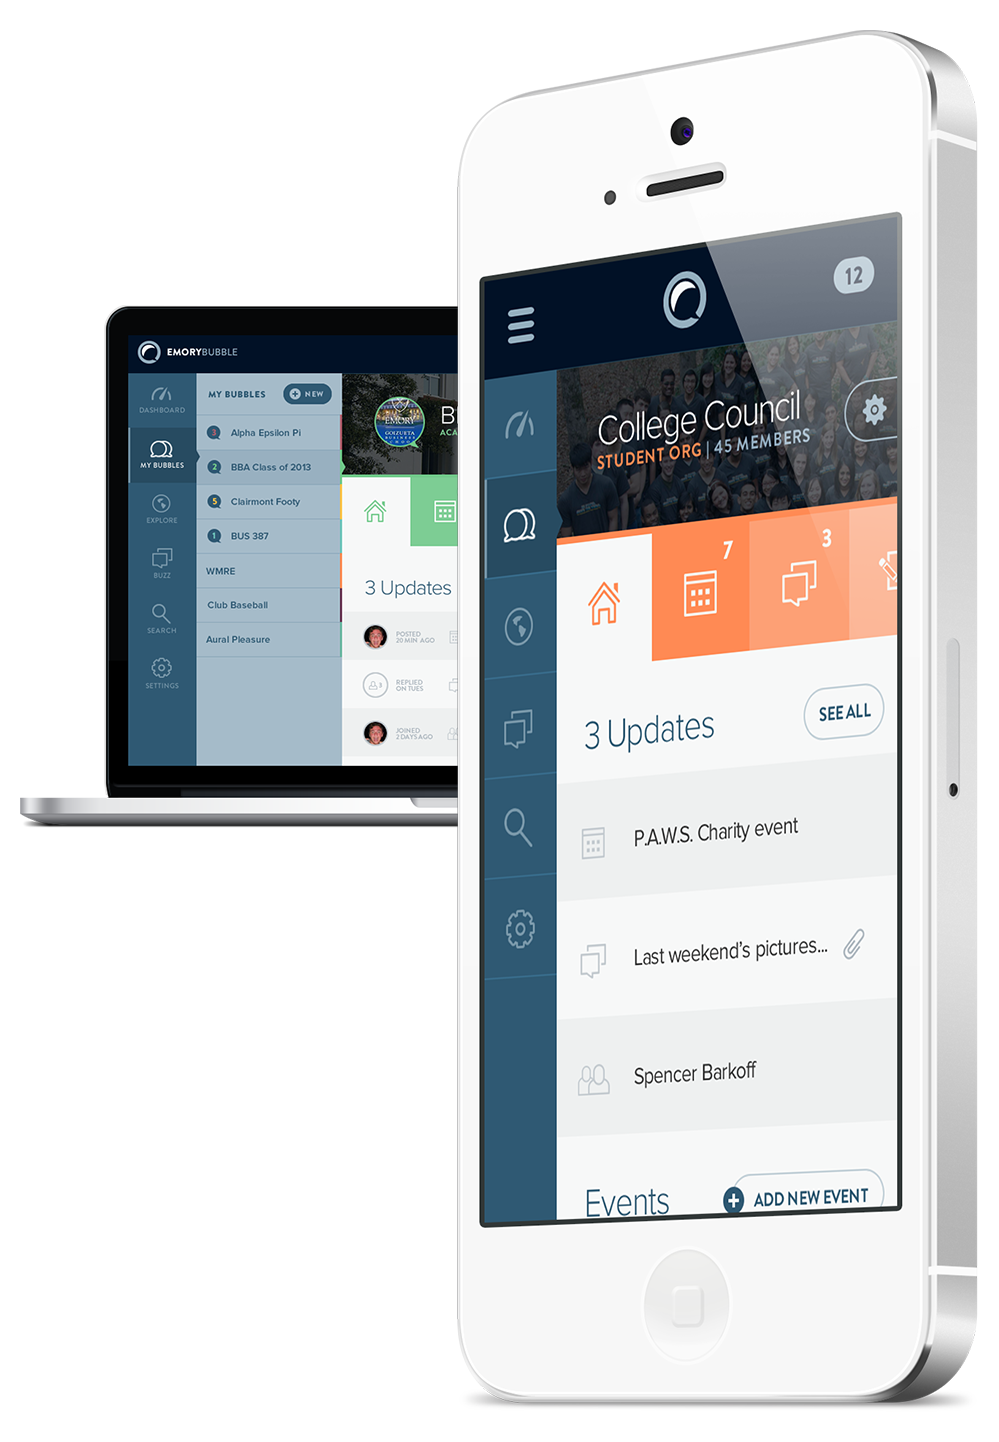 EMORYBUBBLE
DASHBOARD
MY BUBBLES
EXPLORE
BUZZ
SEARCH
SETTINGS
MY BUBBLES
NEW
3 Alpha Epsilon Pi
2 BBA Class of 2013
5 Clairmont Footy
1 BUS 387
WMRE
Club Baseball
Aural Pleasure
EMORY
GOIZUETA
BUSINESS
B
ACA
3 Updates
POSTED
20 MIN AGO
3
REPLIED
ON TUES
JOINED
2 DAYS AGO
12
College Council
STUDENT ORG | 45 MEMBERS
7
3
3 Updates
SEE ALL
P.A.W.S. Charity event
Last weekend's pictures...
Spencer Barkoff
Events
ADD NEW EVENT